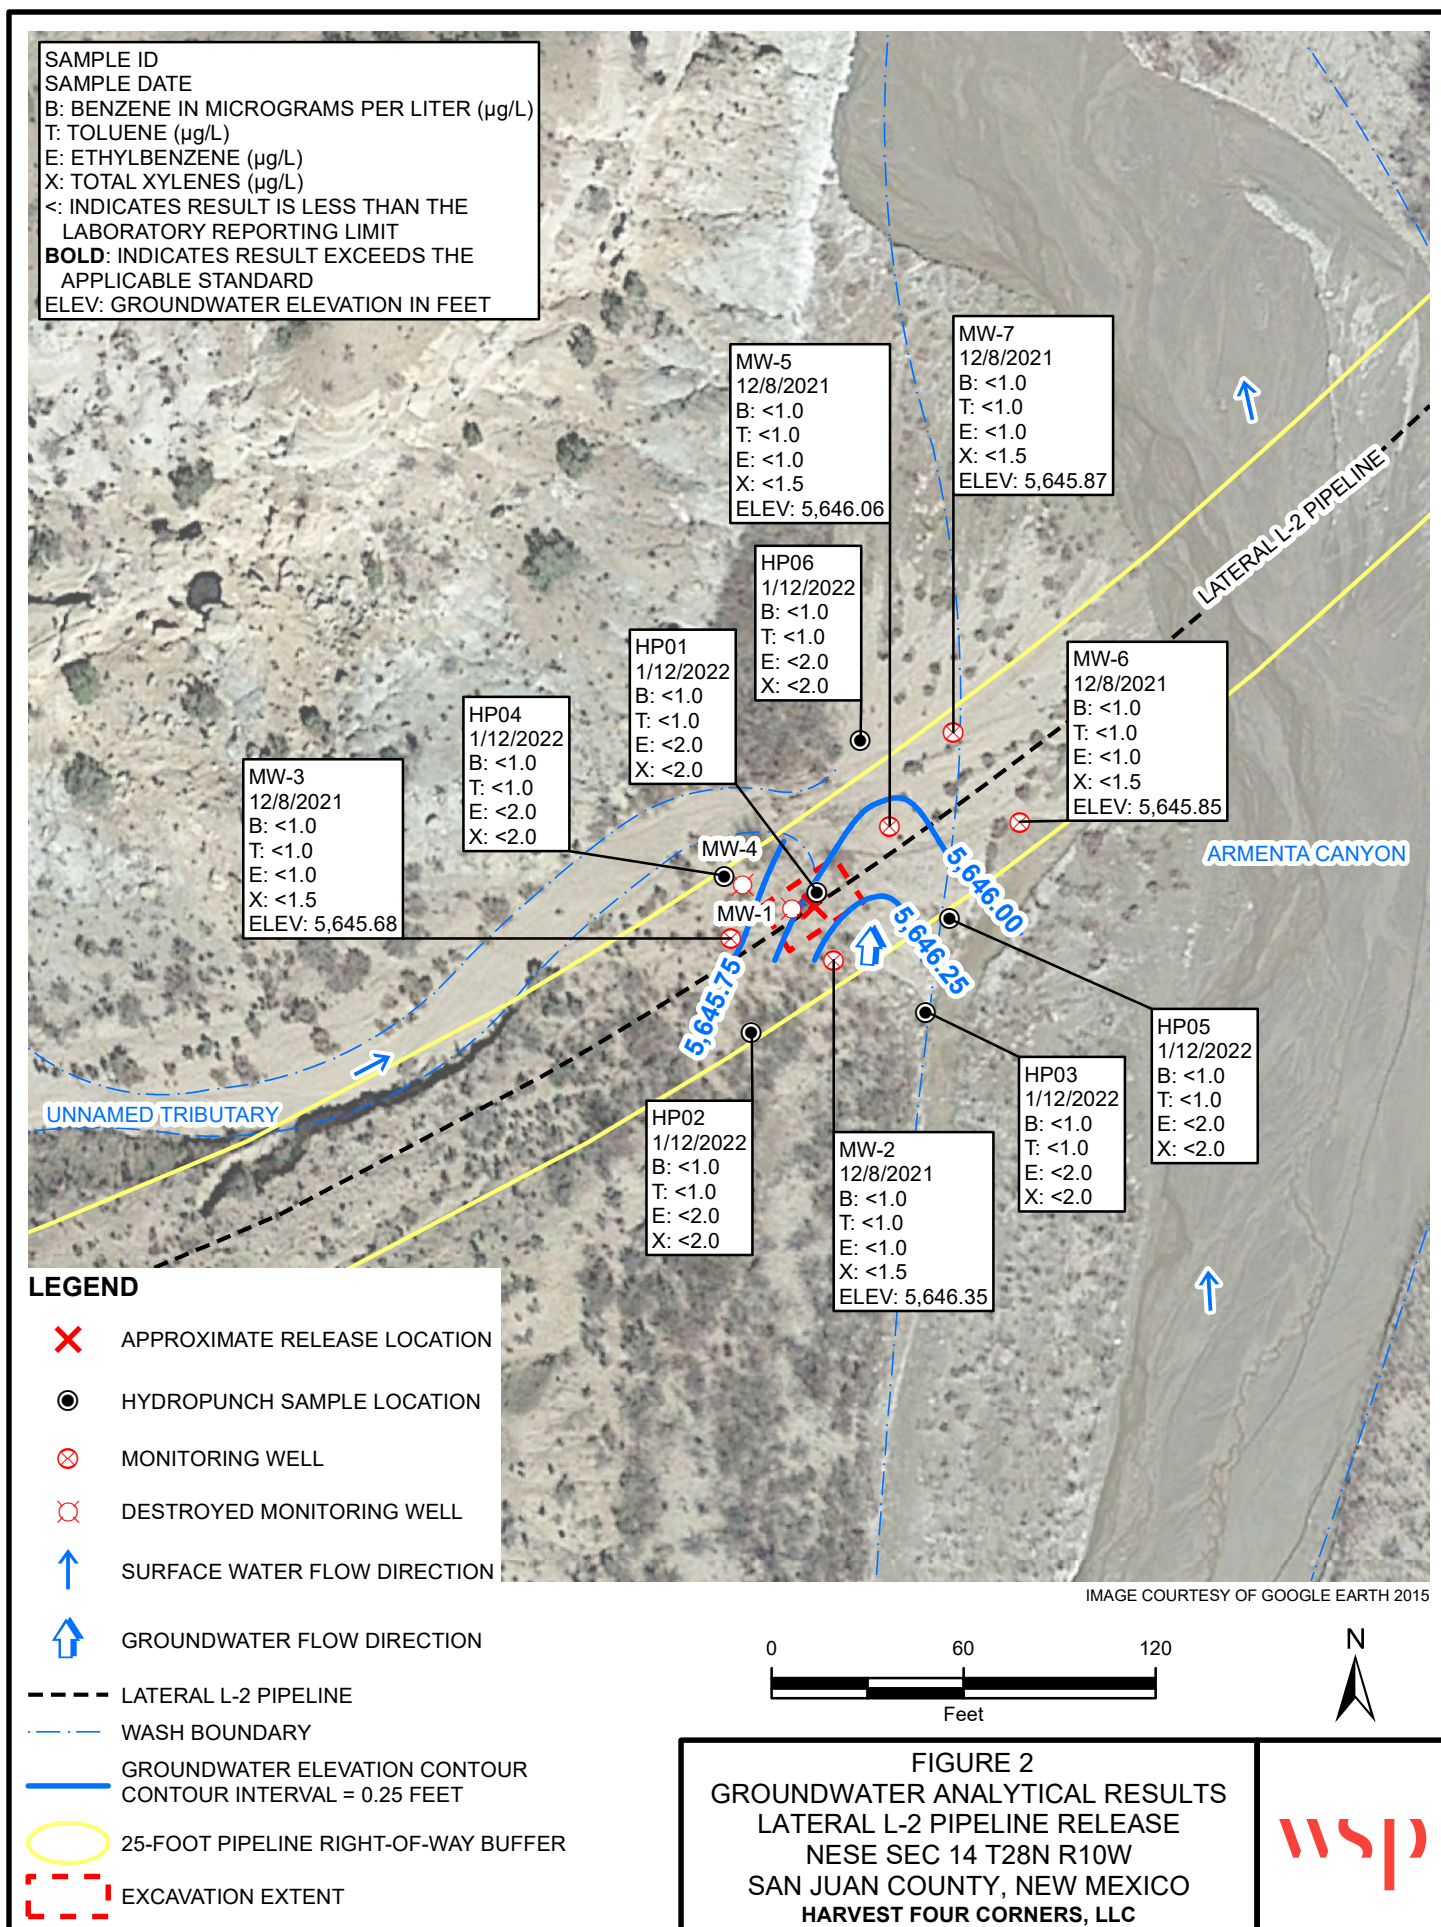 SAMPLE ID
SAMPLE DATE
B: BENZENE IN MICROGRAMS PER LITER (µg/L)
T: TOLUENE (µg/L)
E: ETHYLBENZENE (µg/L)
X: TOTAL XYLENES (µg/L)
<: INDICATES RESULT IS LESS THAN THE
LABORATORY REPORTING LIMIT
BOLD: INDICATES RESULT EXCEEDS THE
APPLICABLE STANDARD
ELEV: GROUNDWATER ELEVATION IN FEET
MW-7
12/8/2021
B: <1.0
T: <1.0
E: <1.0
X: <1.5
ELEV: 5,645.87
MW-5
12/8/2021
B: <1.0
T: <1.0
E: <1.0
X: <1.5
ELEV: 5,646.06
LATERAL L-2 PIPELINE
HP06
1/12/2022
B: <1.0
T: <1.0
E: <2.0
X: <2.0
HP01
1/12/2022
B: <1.0
T: <1.0
E: <2.0
X: <2.0
MW-6
12/8/2021
B: <1.0
T: <1.0
E: <1.0
X: <1.5
ELEV: 5,645.85
HP04
1/12/2022
B: <1.0
T: <1.0
E: <2.0
X: <2.0
MW-3
12/8/2021
B: <1.0
T: <1.0
E: <1.0
X: <1.5
ELEV: 5,645.68
MW-4
MW-1
ARMENTA CANYON
5,646.00
5,646.25
5,645.75
UNNAMED TRIBUTARY
HP05
1/12/2022
B: <1.0
T: <1.0
E: <2.0
X: <2.0
HP03
1/12/2022
B: <1.0
T: <1.0
E: <2.0
X: <2.0
HP02
1/12/2022
B: <1.0
T: <1.0
E: <2.0
X: <2.0
MW-2
12/8/2021
B: <1.0
T: <1.0
E: <1.0
X: <1.5
ELEV: 5,646.35
LEGEND
APPROXIMATE RELEASE LOCATION
HYDROPUNCH SAMPLE LOCATION
MONITORING WELL
DESTROYED MONITORING WELL
SURFACE WATER FLOW DIRECTION
GROUNDWATER FLOW DIRECTION
LATERAL L-2 PIPELINE
WASH BOUNDARY
GROUNDWATER ELEVATION CONTOUR
CONTOUR INTERVAL = 0.25 FEET
25-FOOT PIPELINE RIGHT-OF-WAY BUFFER
EXCAVATION EXTENT
IMAGE COURTESY OF GOOGLE EARTH 2015
0 60 120
Feet
N
FIGURE 2
GROUNDWATER ANALYTICAL RESULTS
LATERAL L-2 PIPELINE RELEASE
NESE SEC 14 T28N R10W
SAN JUAN COUNTY, NEW MEXICO
HARVEST FOUR CORNERS, LLC
wsp